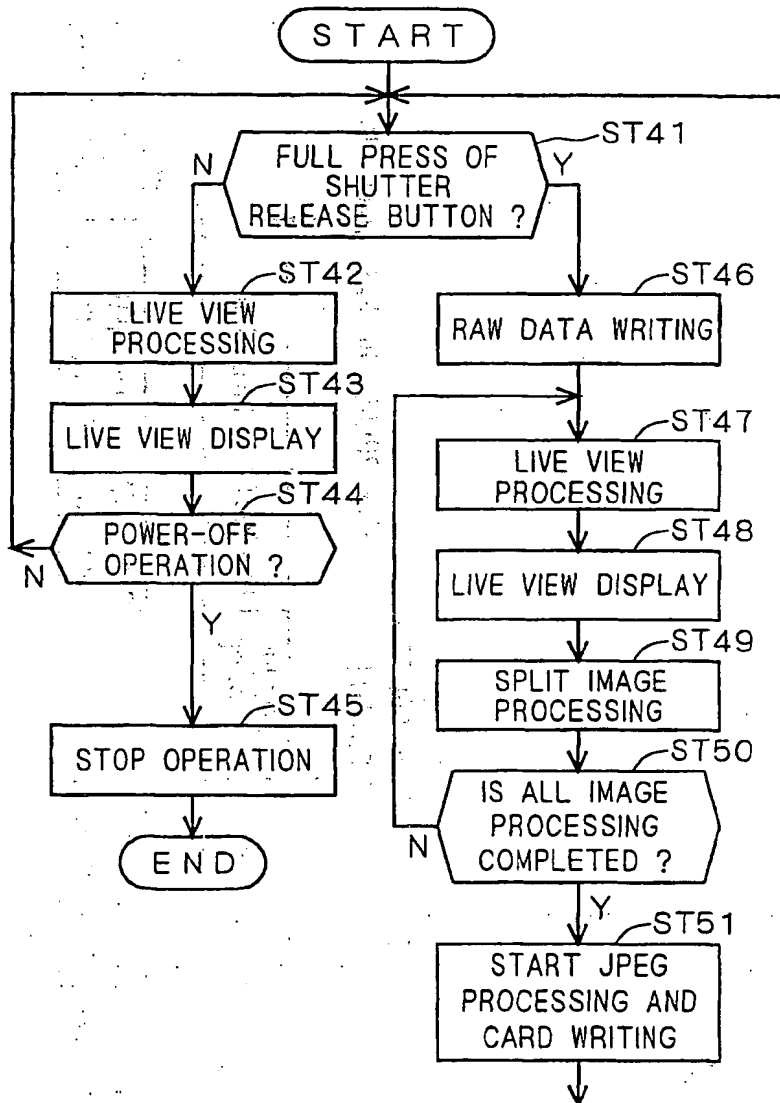 START
ST41
FULL PRESS OF
SHUTTER
RELEASE BUTTON ?
N
Y
ST42
LIVE VIEW
PROCESSING
ST43
LIVE VIEW DISPLAY
ST44
POWER-OFF
OPERATION ?
N
Y
ST45
STOP OPERATION
END
ST46
RAW DATA WRITING
ST47
LIVE VIEW
PROCESSING
ST48
LIVE VIEW DISPLAY
ST49
SPLIT IMAGE
PROCESSING
ST50
IS ALL IMAGE
PROCESSING
COMPLETED ?
N
Y
ST51
START JPEG
PROCESSING AND
CARD WRITING